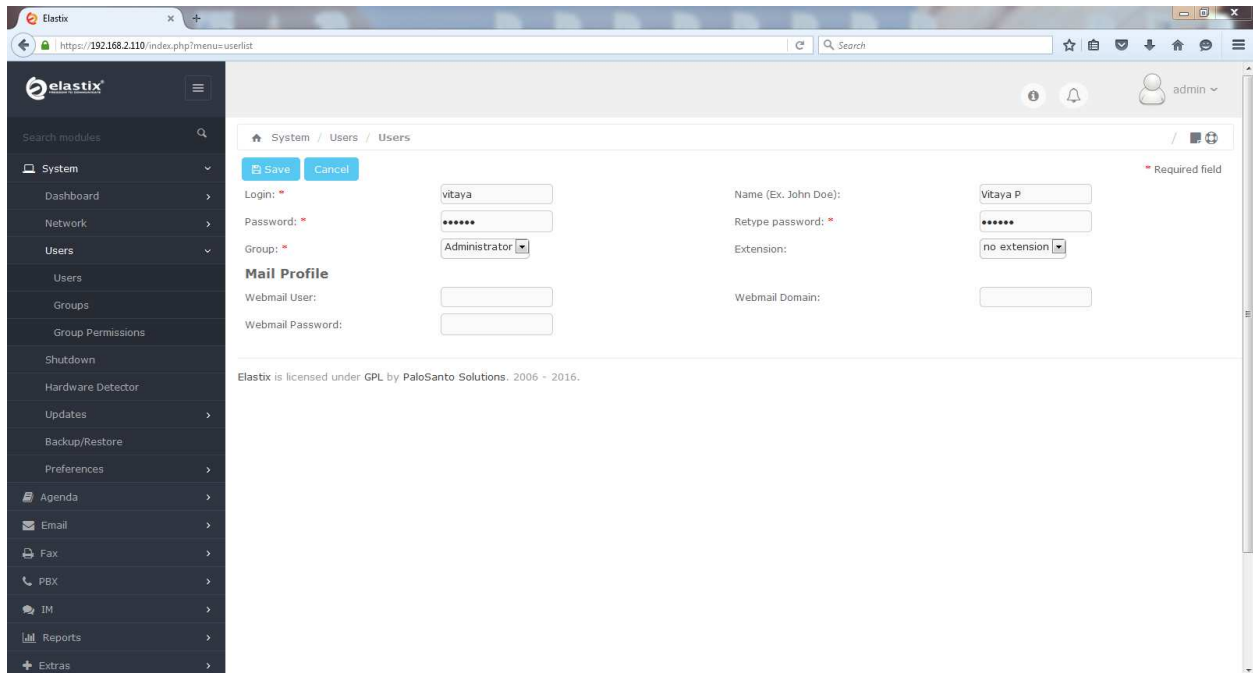 Elastix
https://192.168.2.110/index.php?menu=userlist
Search
elastix®
admin
Search modules
System / Users / Users
System
Save Cancel
* Required field
Dashboard
Login: * vitaya
Name (Ex. John Doe): Vitaya P
Network
Password: * ••••••
Retype password: * ••••••
Users
Group: * Administrator
Extension: no extension
Mail Profile
Users
Webmail User:
Webmail Domain:
Groups
Webmail Password:
Group Permissions
Shutdown
Elastix is licensed under GPL by PaloSanto Solutions. 2006 - 2016.
Hardware Detector
Updates
Backup/Restore
Preferences
Agenda
Email
Fax
PBX
IM
Reports
Extras